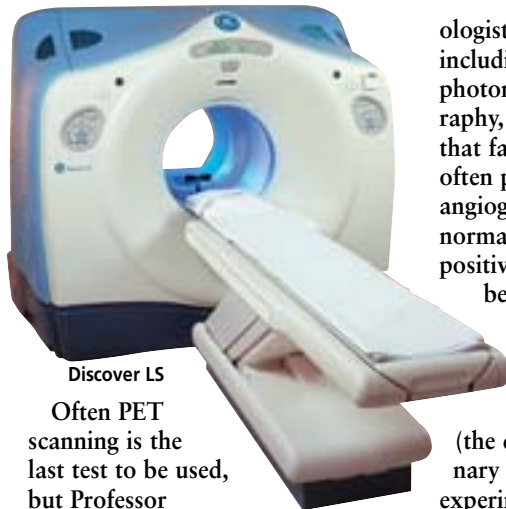 Discover LS
Often PET
scanning is the
last test to be used,
but Professor
ologist
includi
photon
raphy,
that fa
often p
angiog
norma
positiv
be
(the c
nary
experim